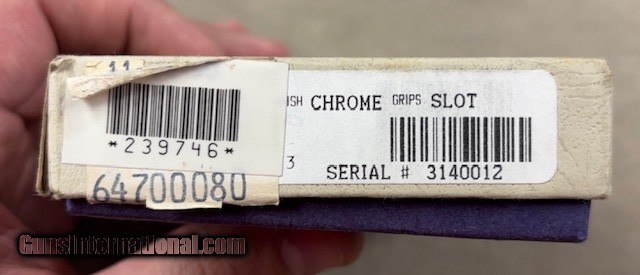 11
ISH CHROME GRIPS SLOT
*239746*
3 SERIAL # 3140012
64700080
GunsInternational.com